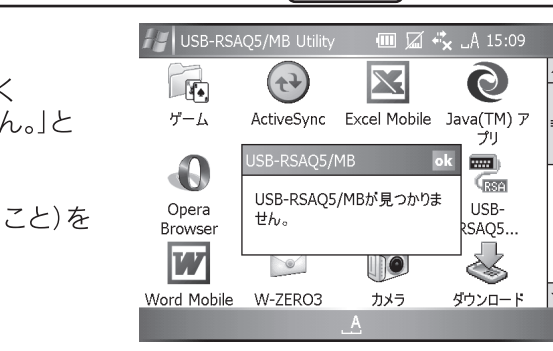 く
ん。」と
こと)を
USB-RSAQ5/MB Utility
A 15:09
ゲーム
ActiveSync
Excel Mobile
Java(TM) ア
プリ
USB-RSAQ5/MB
ok
USB-RSAQ5/MBが見つかりま
せん。
Opera
Browser
RSA
USB-
RSAQ5...
Word Mobile
W-ZERO3
カメラ
ダウンロード
A